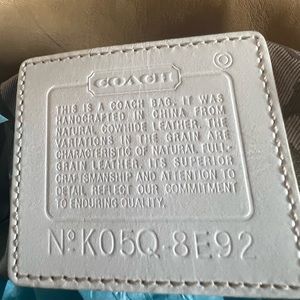 COACH
THIS IS A COACH BAG. IT WAS
HANDCRAFTED IN CHINA FROM
NATURAL COWHIDE LEATHER.
VARIATIONS IN THE GRAIN ARE
CHARACTERISTICS OF NATURAL FULL-
GRAIN LEATHER. ITS SUPERIOR
CRAFTSMANSHIP AND ATTENTION TO
DETAIL REFLECT OUR COMMITMENT
TO ENDURING QUALITY.
Nº K05Q-8E92